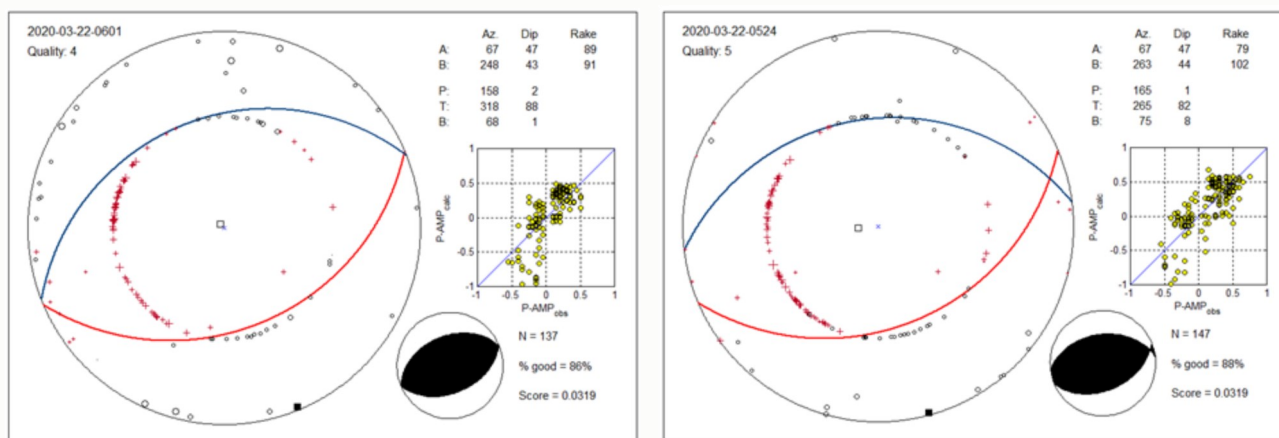 2020-03-22-0601
Quality: 4
Az. Dip Rake
A: 67 47 89
B: 248 43 91
P: 158 2
T: 318 88
B: 68 1
P-AMPcalc
1
0.5
0
-0.5
-1
-1 -0.5 0 0.5 1
P-AMPobs
N = 137
% good = 86%
Score = 0.0319
2020-03-22-0524
Quality: 5
Az. Dip Rake
A: 67 47 79
B: 263 44 102
P: 165 1
T: 265 82
B: 75 8
P-AMPcalc
1
0.5
0
-0.5
-1
-1 -0.5 0 0.5 1
P-AMPobs
N = 147
% good = 88%
Score = 0.0319